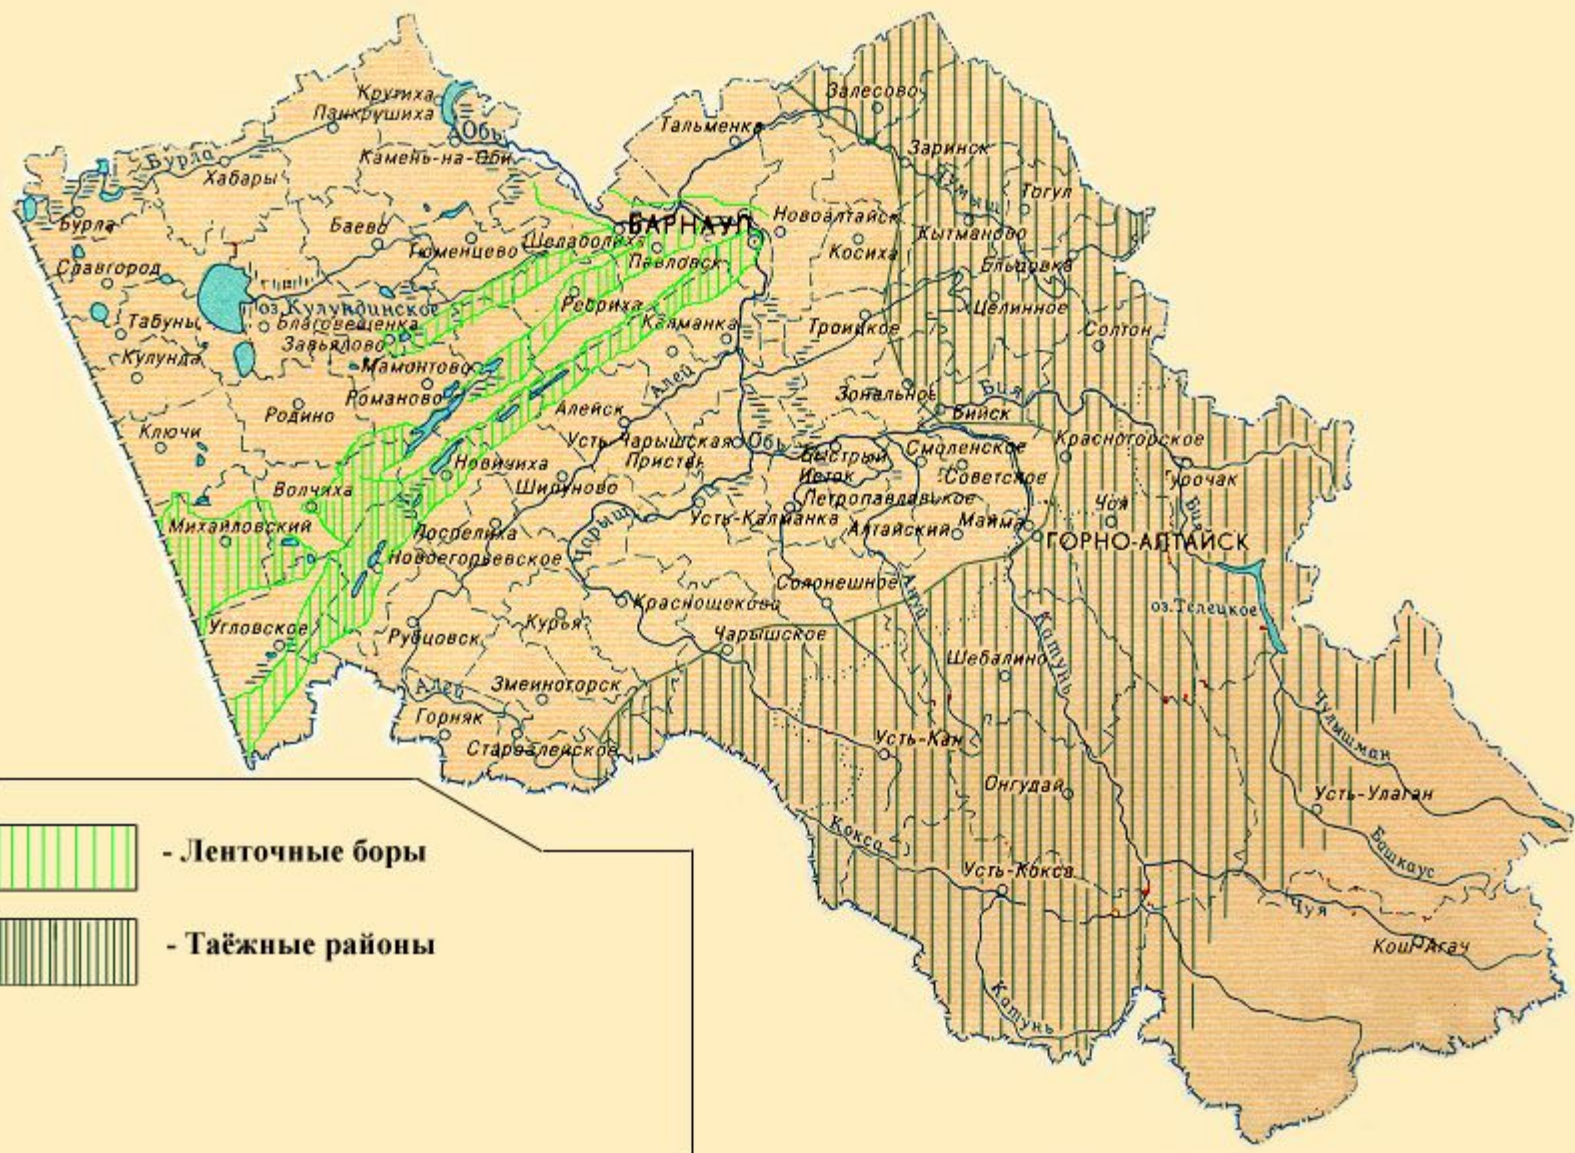 Крутиха
Панкрушиха
Обь
Залесово
Тальменка
Бурла
Хабары
Камень-на-Оби
Заринск
Чумыш
Тогул
Бурла
Баево
Тюменцево
Шелаболиха
БАРНАУЛ
Новоалтайск
Кытманово
Павловск
Косиха
Ельцовка
Славгород
оз. Кулундинское
Ребриха
Целинное
Табуны
Благовещенка
Калманка
Троицкое
Солтон
Завьялово
Кулунда
Мамонтово
Романово
Алей
Зональное
Бия
Бийск
Родино
Алейск
Ключи
Усть-Чарышская
Пристань
Обь
Быстрый
Исток
Смоленское
Красногорское
Новичиха
Советское
Турочак
Волчиха
Шипуново
Петропавлавское
Чоя
Бия
Михайловский
Чарыш
Усть-Калманка
Алтайский
Майма
Поспелиха
ГОРНО-АЛТАЙСК
Новоегорьевское
Солонешное
Ануй
Краснощеково
оз. Телецкое
Угловское
Рубцовск
Курья
Чарышское
Катунь
Шебалино
Алей
Змеиногорск
Чулышман
Горняк
Староалейское
Усть-Кан
Онгудай
Усть-Улаган
Кокса
Башкаус
- Ленточные боры
Усть-Кокса
Чуя
- Таёжные районы
Кош-Агач
Катунь